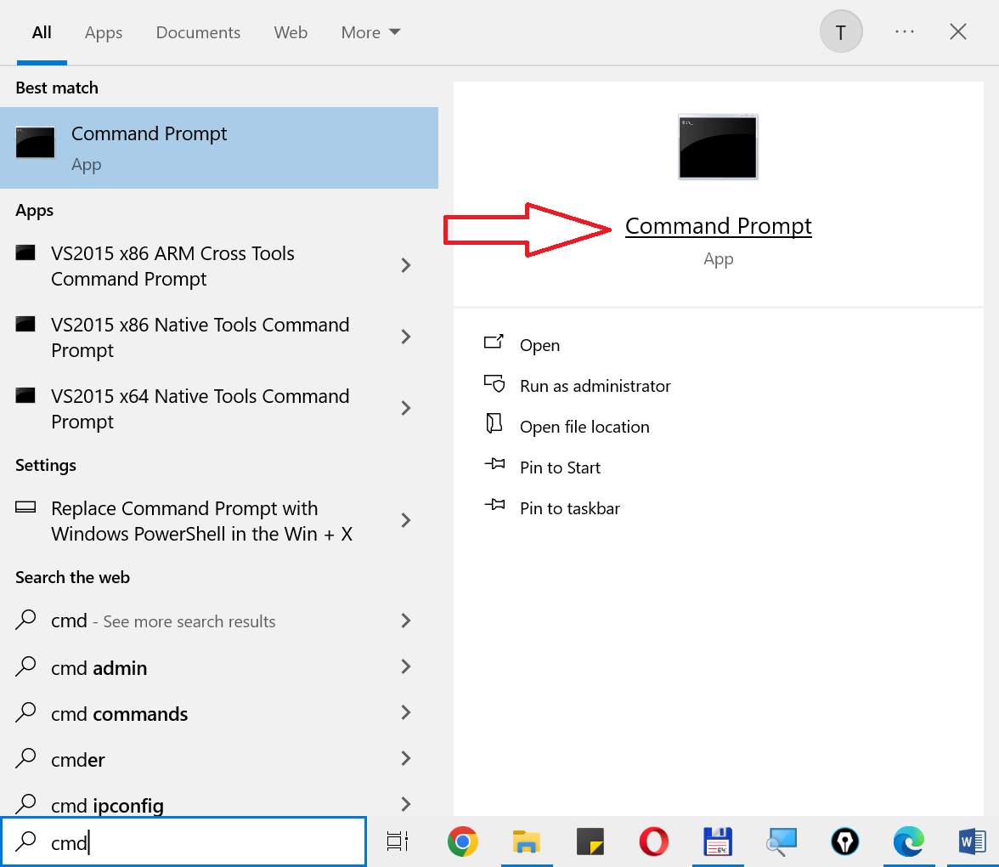 All Apps Documents Web More
T
Best match
Command Prompt
App
Apps
VS2015 x86 ARM Cross Tools
Command Prompt
VS2015 x86 Native Tools Command
Prompt
VS2015 x64 Native Tools Command
Prompt
Settings
Replace Command Prompt with
Windows PowerShell in the Win + X
Search the web
cmd - See more search results
cmd admin
cmd commands
cmder
cmd ipconfig
cmd
Command Prompt
App
Open
Run as administrator
Open file location
Pin to Start
Pin to taskbar
64
W